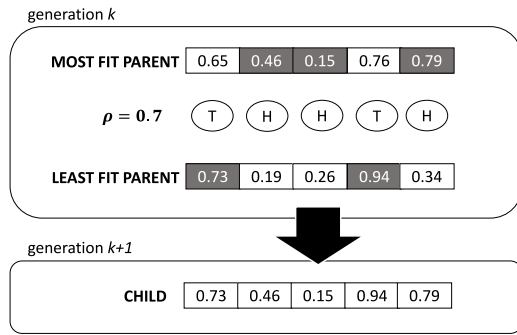 generation k
MOST FIT PARENT 0.65 0.46 0.15 0.76 0.79
ρ = 0.7 T H H T H
LEAST FIT PARENT 0.73 0.19 0.26 0.94 0.34
generation k+1
CHILD 0.73 0.46 0.15 0.94 0.79